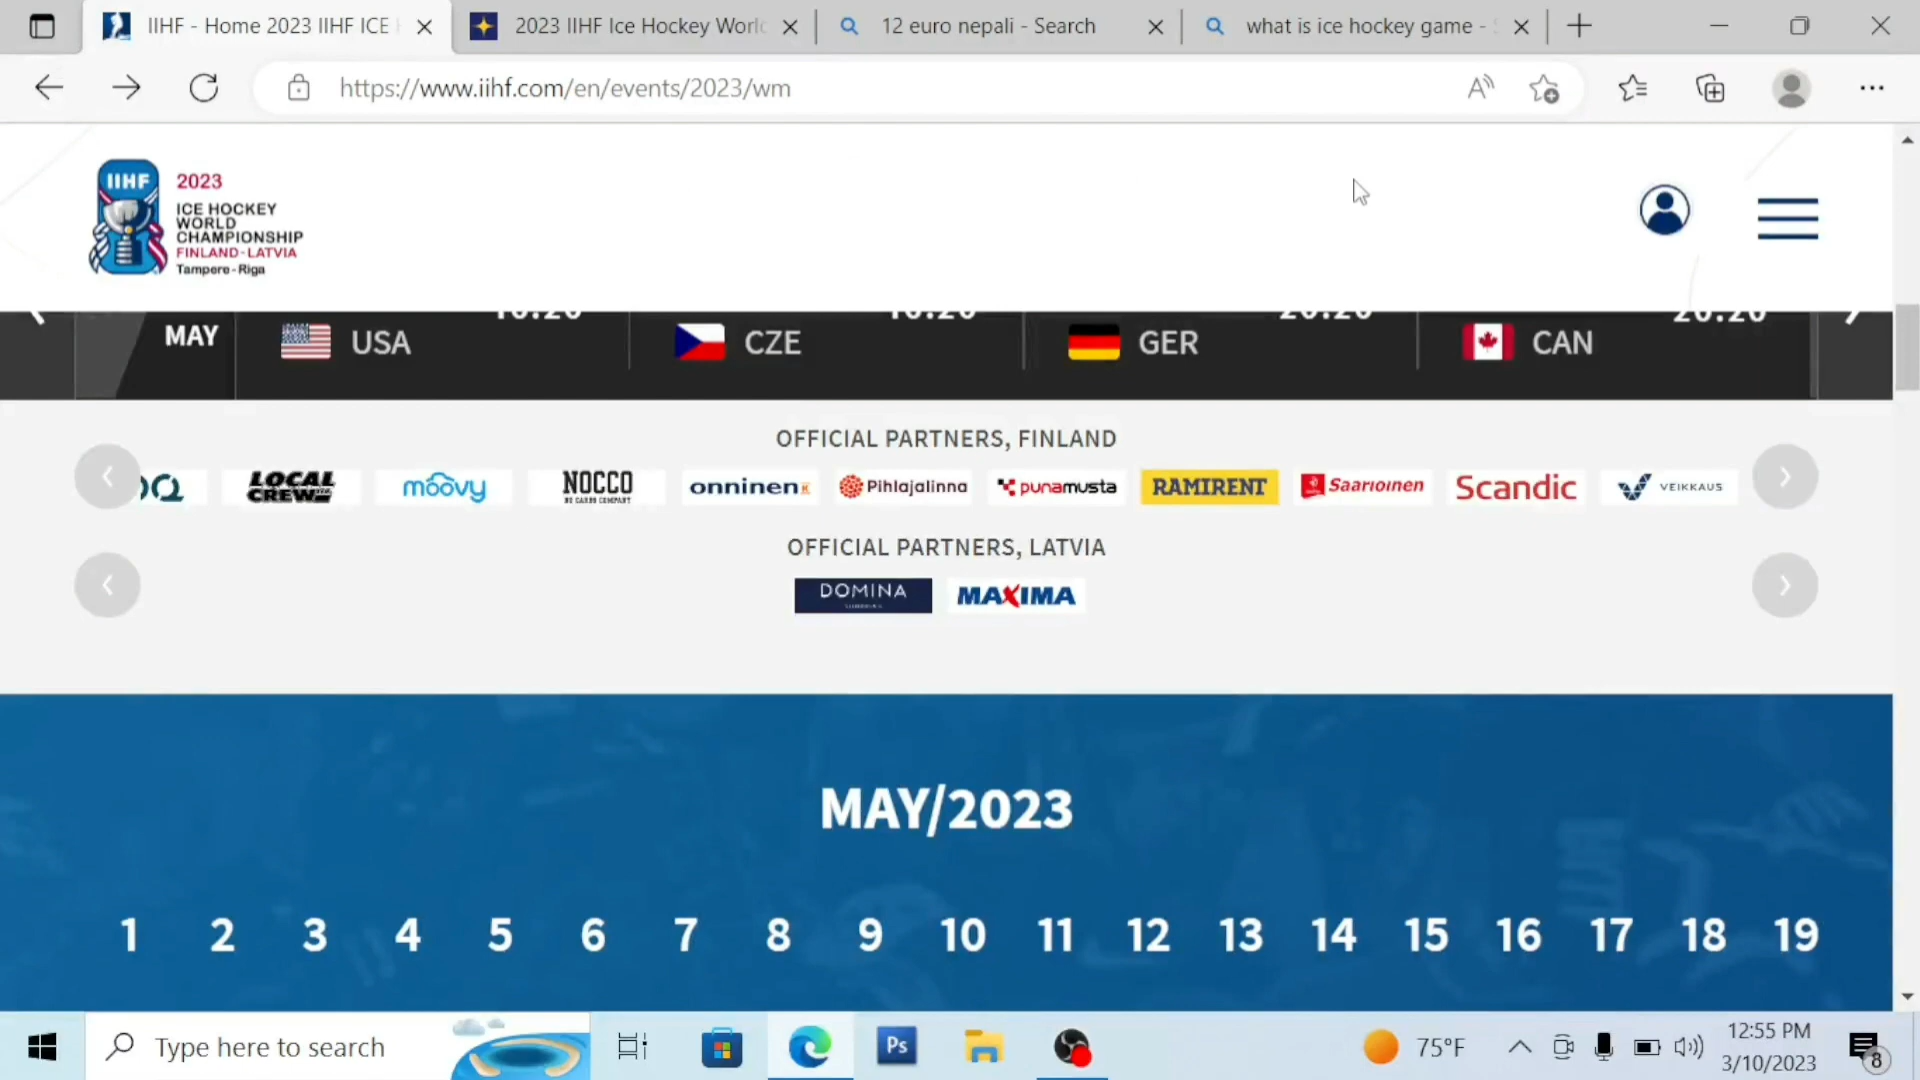 IIHF - Home 2023 IIHF ICE
2023 IIHF Ice Hockey World
12 euro nepali - Search
what is ice hockey game -
https://www.iihf.com/en/events/2023/wm
IIHF
2023
ICE HOCKEY
WORLD
CHAMPIONSHIP
FINLAND-LATVIA
Tampere-Riga
MAY
USA
CZE
GER
CAN
OFFICIAL PARTNERS, FINLAND
LOCAL CREW
moovy
NOCCO
onninen
Pihlajalinna
punamusta
RAMIRENT
Saarioinen
Scandic
VEIKKAUS
OFFICIAL PARTNERS, LATVIA
DOMINA
MAXIMA
MAY/2023
1 2 3 4 5 6 7 8 9 10 11 12 13 14 15 16 17 18 19
Type here to search
Ps
75°F
12:55 PM
3/10/2023
8